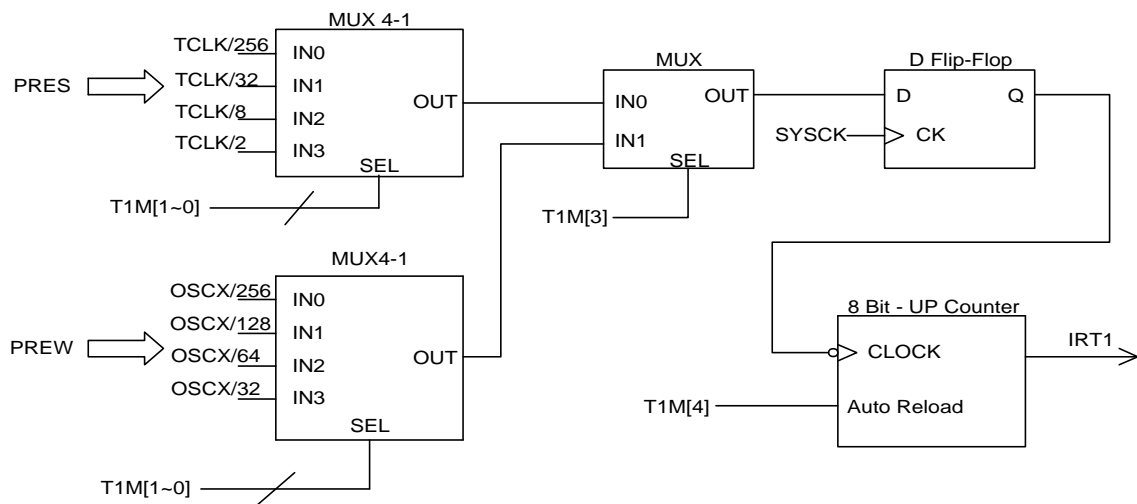 MUX 4-1
PRES
TCLK/256
TCLK/32
TCLK/8
TCLK/2
IN0
IN1
IN2
IN3
OUT
SEL
T1M[1~0]
MUX4-1
PREW
OSCX/256
OSCX/128
OSCX/64
OSCX/32
IN0
IN1
IN2
IN3
OUT
SEL
T1M[1~0]
MUX
IN0
IN1
OUT
SEL
T1M[3]
D Flip-Flop
D
Q
SYSCK
CK
8 Bit - UP Counter
CLOCK
IRT1
T1M[4]
Auto Reload